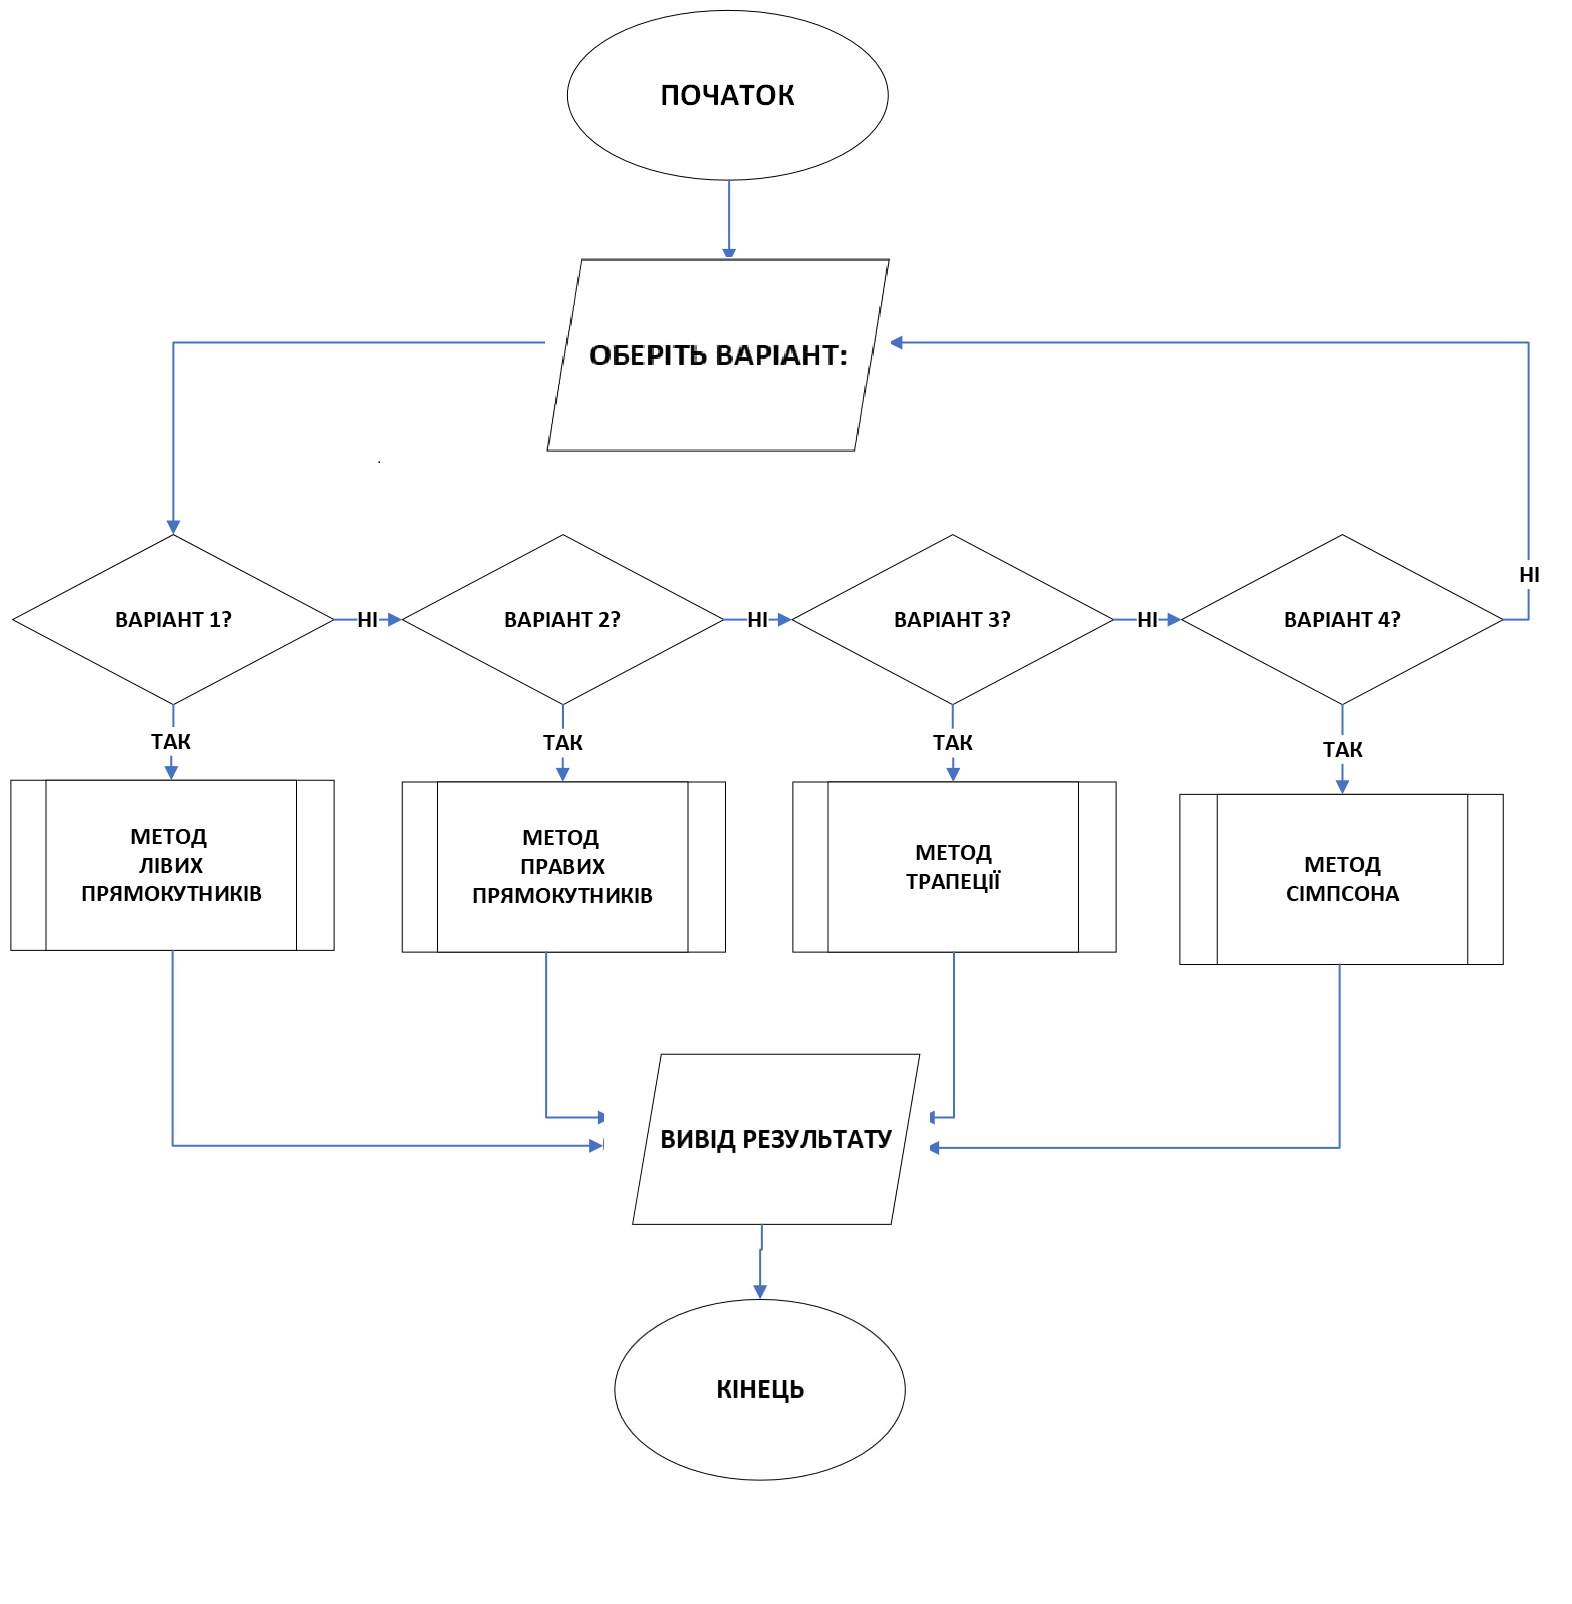 ПОЧАТОК
ОБЕРІТЬ ВАРІАНТ:
ВАРІАНТ 1?
НІ
ВАРІАНТ 2?
НІ
ВАРІАНТ 3?
НІ
ВАРІАНТ 4?
НІ
ТАК
ТАК
ТАК
ТАК
МЕТОД
ЛІВИХ
ПРЯМОКУТНИКІВ
МЕТОД
ПРАВИХ
ПРЯМОКУТНИКІВ
МЕТОД
ТРАПЕЦІЇ
МЕТОД
СІМПСОНА
ВИВІД РЕЗУЛЬТАТУ
КІНЕЦЬ